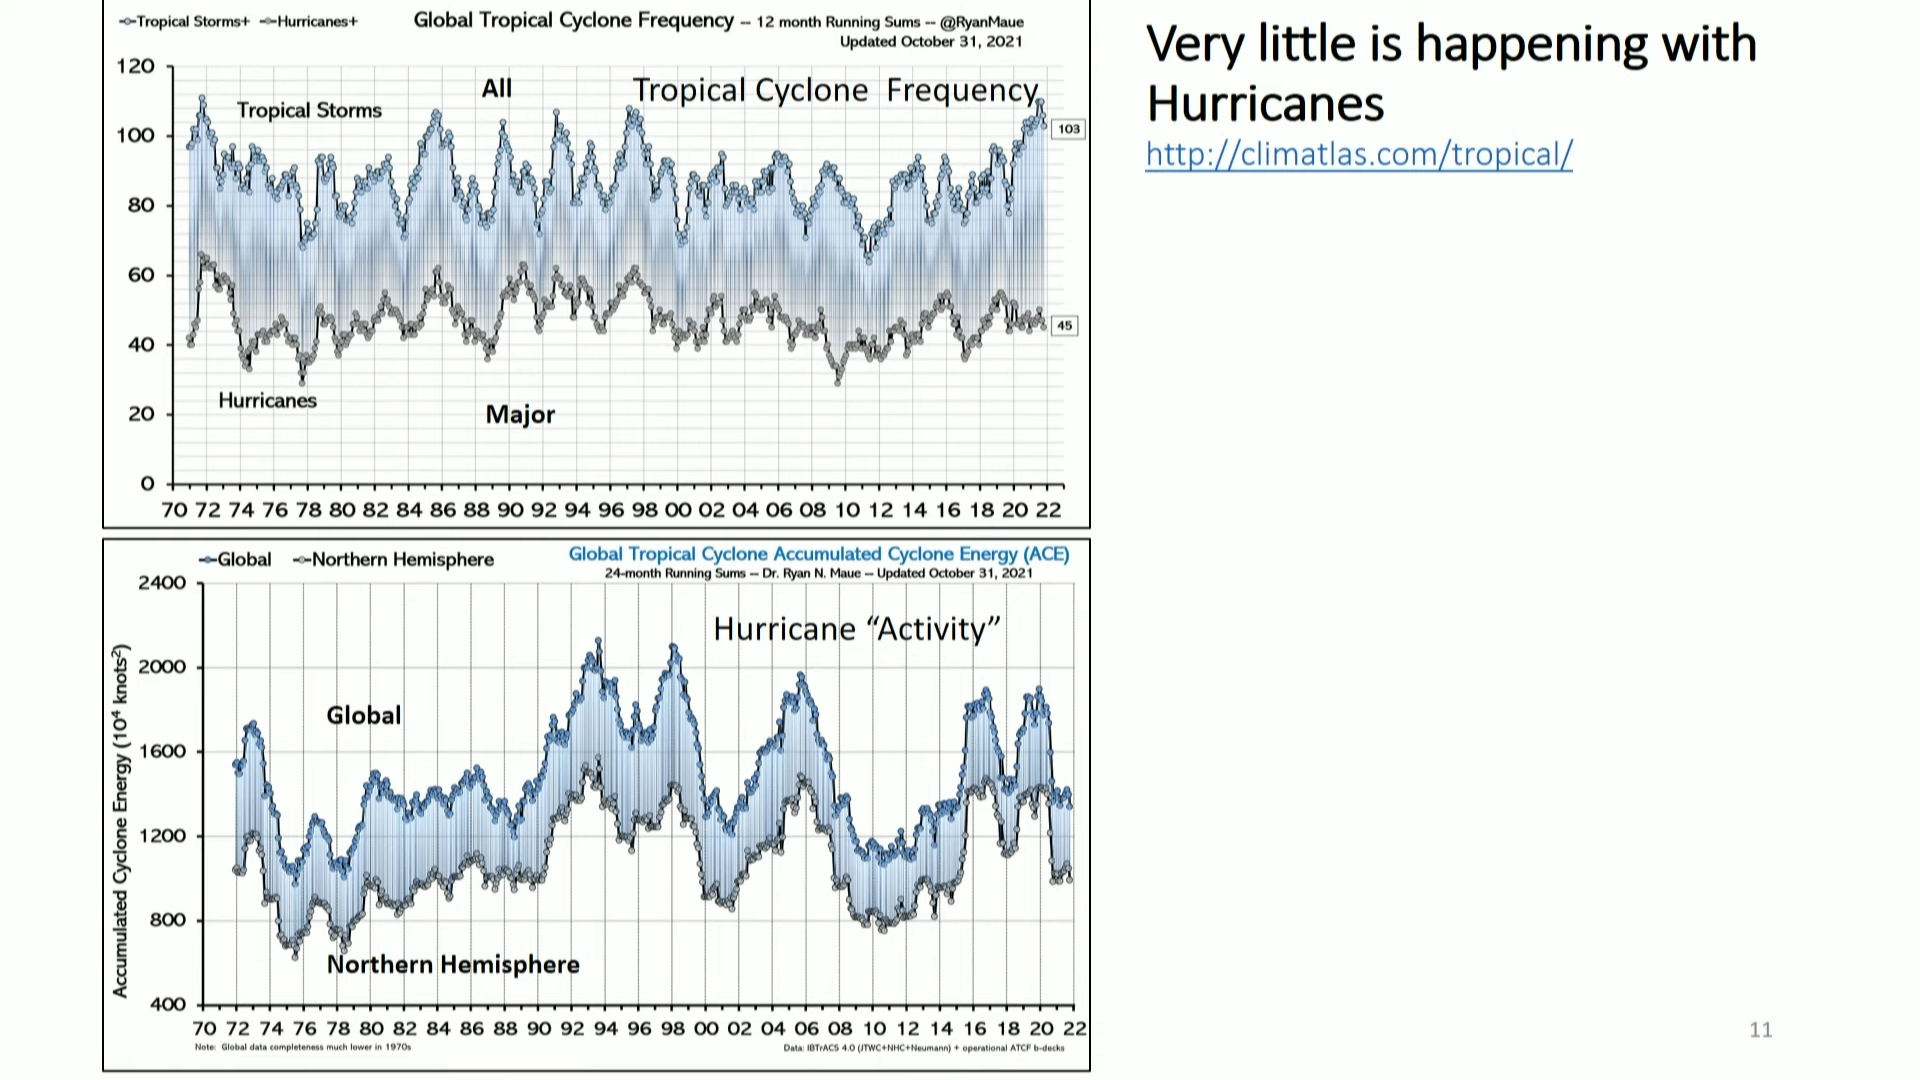 Tropical Storms+ Hurricanes+
Global Tropical Cyclone Frequency -- 12 month Running Sums -- @RyanMaue
Updated October 31, 2021
120
100
80
60
40
20
0
All
Tropical Cyclone Frequency
Tropical Storms
103
45
Hurricanes
Major
70 72 74 76 78 80 82 84 86 88 90 92 94 96 98 00 02 04 06 08 10 12 14 16 18 20 22
Global Northern Hemisphere
Global Tropical Cyclone Accumulated Cyclone Energy (ACE)
24-month Running Sums -- Dr. Ryan N. Maue -- Updated October 31, 2021
Accumulated Cyclone Energy (10⁴ knots²)
2400
2000
1600
1200
800
400
Hurricane “Activity”
Global
Northern Hemisphere
70 72 74 76 78 80 82 84 86 88 90 92 94 96 98 00 02 04 06 08 10 12 14 16 18 20 22
Note: Global data completeness much lower in 1970s
Data: IBTrACS 4.0 (JTWC+NHC+Neumann) + operational ATCF b-decks
Very little is happening with
Hurricanes
http://climatlas.com/tropical/
11